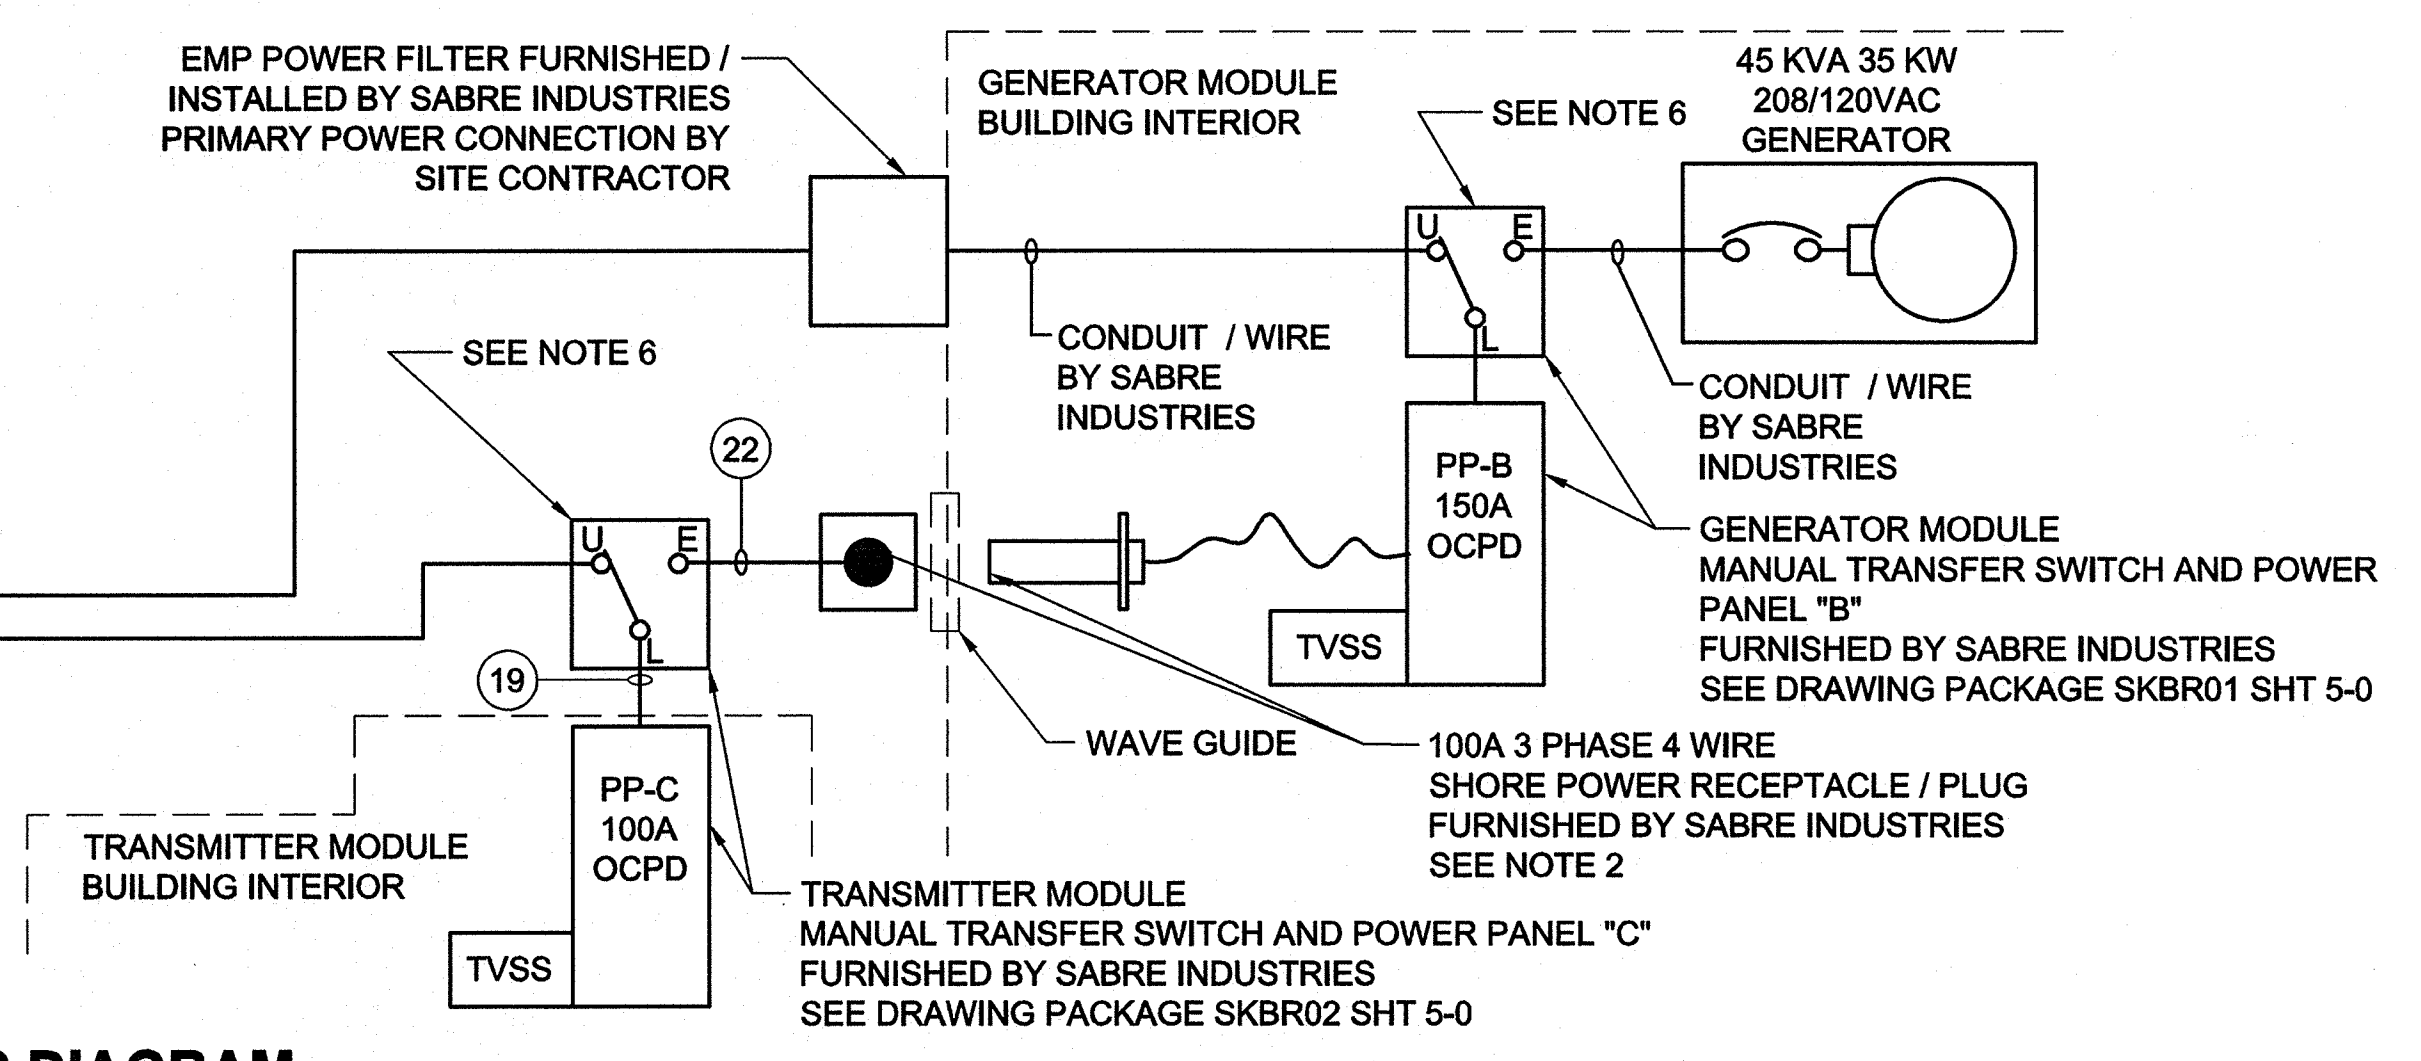 EMP POWER FILTER FURNISHED /
INSTALLED BY SABRE INDUSTRIES
PRIMARY POWER CONNECTION BY
SITE CONTRACTOR
GENERATOR MODULE
BUILDING INTERIOR
SEE NOTE 6
45 KVA 35 KW
208/120VAC
GENERATOR
U E
L
CONDUIT / WIRE
BY SABRE
INDUSTRIES
CONDUIT / WIRE
BY SABRE
INDUSTRIES
SEE NOTE 6
22
U E
L
19
PP-B
150A
OCPD
TVSS
GENERATOR MODULE
MANUAL TRANSFER SWITCH AND POWER
PANEL "B"
FURNISHED BY SABRE INDUSTRIES
SEE DRAWING PACKAGE SKBR01 SHT 5-0
WAVE GUIDE
100A 3 PHASE 4 WIRE
SHORE POWER RECEPTACLE / PLUG
FURNISHED BY SABRE INDUSTRIES
SEE NOTE 2
PP-C
100A
OCPD
TVSS
TRANSMITTER MODULE
BUILDING INTERIOR
TRANSMITTER MODULE
MANUAL TRANSFER SWITCH AND POWER PANEL "C"
FURNISHED BY SABRE INDUSTRIES
SEE DRAWING PACKAGE SKBR02 SHT 5-0
DIAGRAM